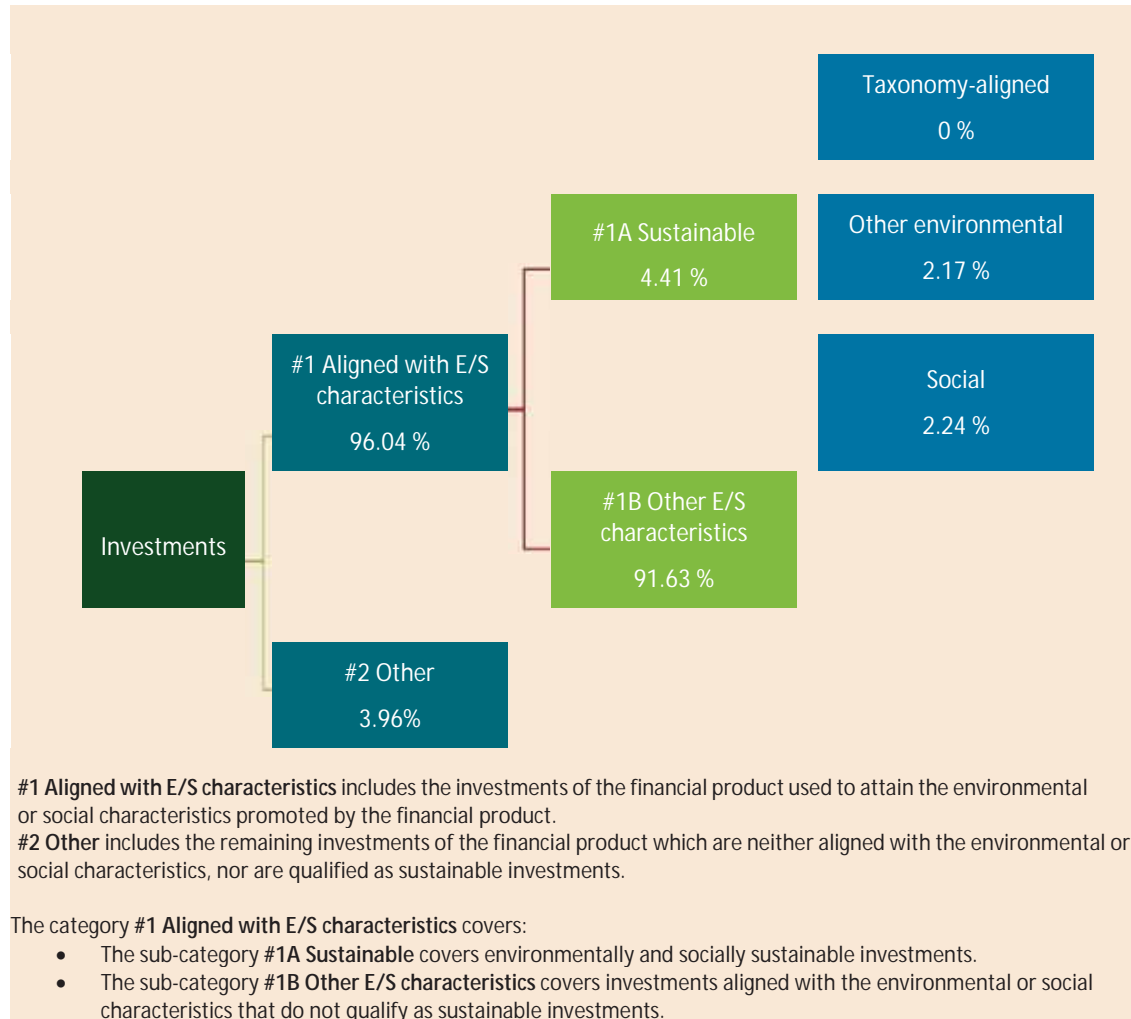 Taxonomy-aligned
0 %
#1A Sustainable
4.41 %
Other environmental
2.17 %
#1 Aligned with E/S
characteristics
96.04 %
Social
2.24 %
Investments
#1B Other E/S
characteristics
91.63 %
#2 Other
3.96%
#1 Aligned with E/S characteristics includes the investments of the financial product used to attain the environmental
or social characteristics promoted by the financial product.
#2 Other includes the remaining investments of the financial product which are neither aligned with the environmental or
social characteristics, nor are qualified as sustainable investments.
The category #1 Aligned with E/S characteristics covers:
• The sub-category #1A Sustainable covers environmentally and socially sustainable investments.
• The sub-category #1B Other E/S characteristics covers investments aligned with the environmental or social
characteristics that do not qualify as sustainable investments.